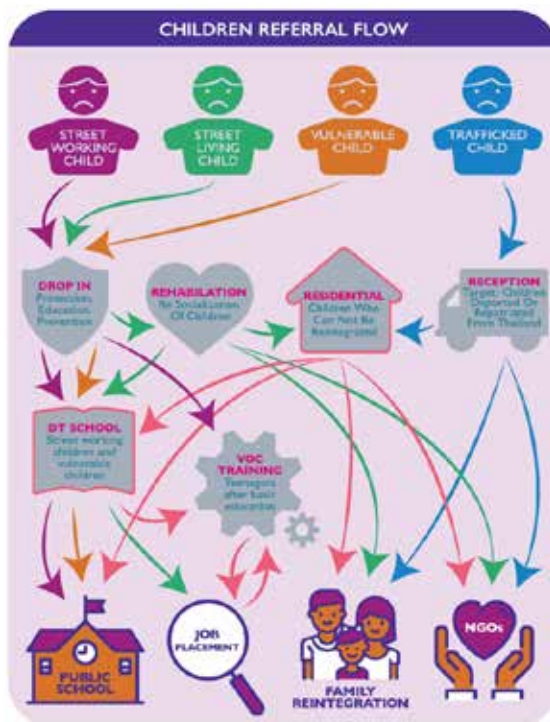 CHILDREN REFERRAL FLOW
STREET
WORKING
CHILD
STREET
LIVING
CHILD
VULNERABLE
CHILD
TRAFFICKED
CHILD
DROP IN
Protection,
Education,
Prevention
REHABILATION
Re Socialization
Of Children
RESIDENTIAL
Children Who
Can Not Be
Reintegrated
RECEPTION
Target: Children
Deported Or
Repatriated
From Thailand
DT SCHOOL
Street working
children and
vulnerable
children
VOC
TRAINING
Teenagers
after basic
education
PUBLIC
SCHOOL
JOB
PLACEMENT
FAMILY
REINTEGRATION
NGOs